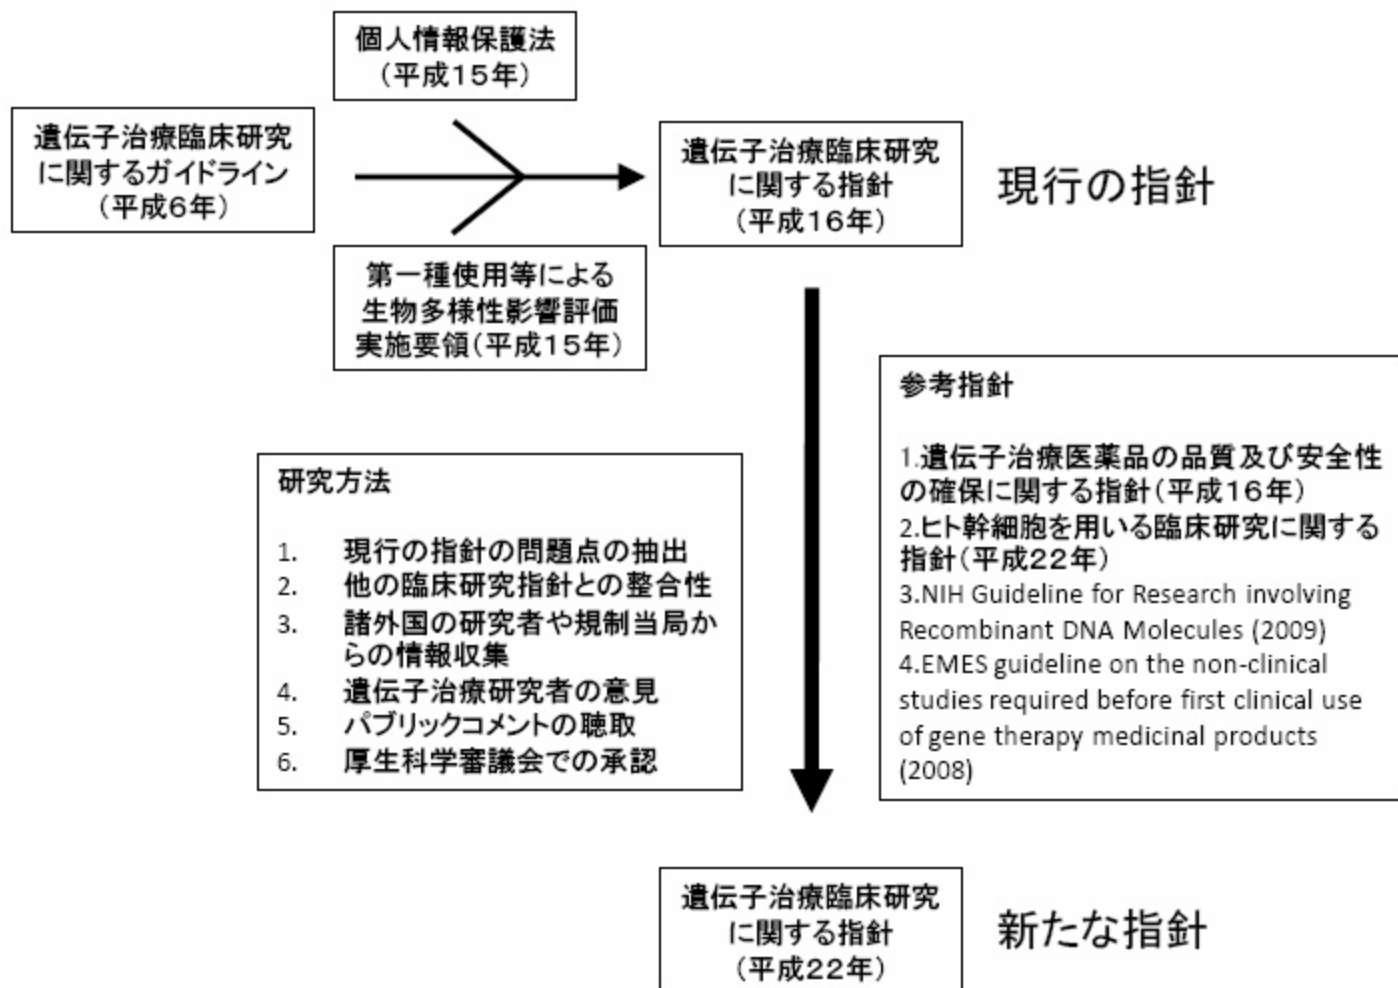 個人情報保護法
（平成１５年）
遺伝子治療臨床研究
に関するガイドライン
（平成６年）
遺伝子治療臨床研究
に関する指針
（平成１６年）
現行の指針
第一種使用等による
生物多様性影響評価
実施要領（平成１５年）
参考指針
1.遺伝子治療医薬品の品質及び安全性
の確保に関する指針（平成１６年）
2.ヒト幹細胞を用いる臨床研究に関する
指針（平成２２年）
3.NIH Guideline for Research involving
Recombinant DNA Molecules (2009)
4.EMES guideline on the non-clinical
studies required before first clinical use
of gene therapy medicinal products
(2008)
研究方法
1. 現行の指針の問題点の抽出
2. 他の臨床研究指針との整合性
3. 諸外国の研究者や規制当局か
らの情報収集
4. 遺伝子治療研究者の意見
5. パブリックコメントの聴取
6. 厚生科学審議会での承認
遺伝子治療臨床研究
に関する指針
（平成２２年）
新たな指針